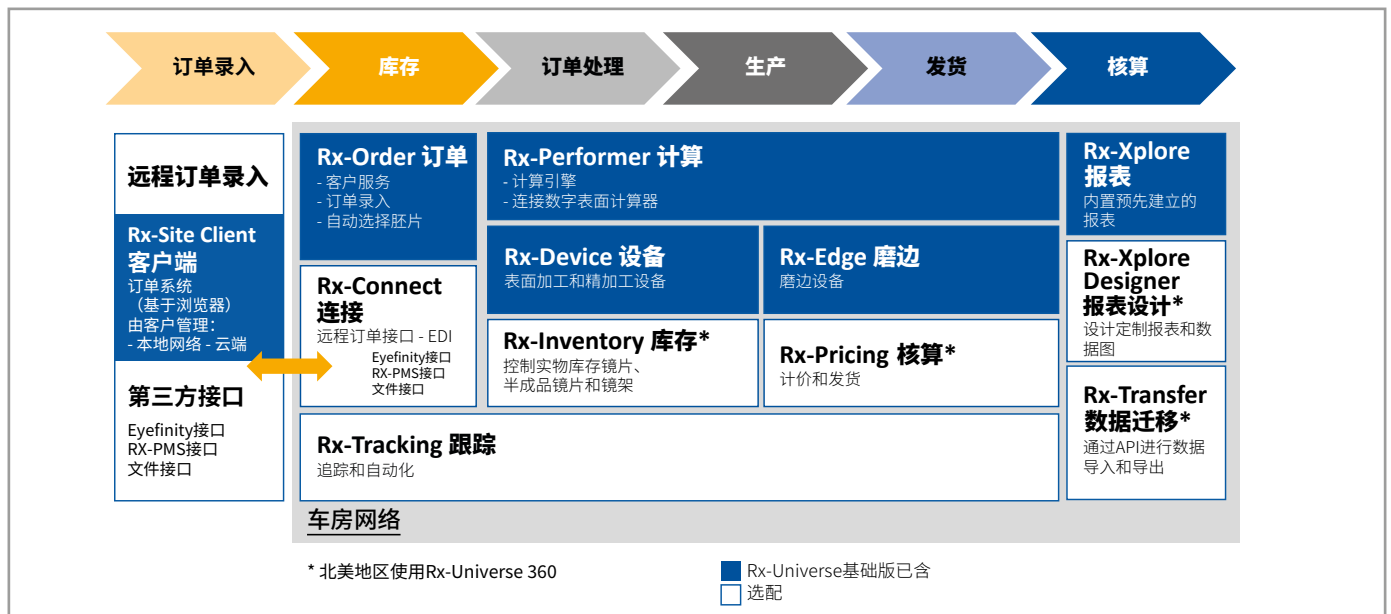 订单录入
库存
订单处理
生产
发货
核算
远程订单录入
Rx-Site Client
客户端
订单系统
（基于浏览器）
由客户管理：
- 本地网络 - 云端
第三方接口
Eyefinity接口
RX-PMS接口
文件接口
Rx-Order 订单
- 客户服务
- 订单录入
- 自动选择胚片
Rx-Connect
连接
远程订单接口 - EDI
Eyefinity接口
RX-PMS接口
文件接口
Rx-Performer 计算
- 计算引擎
- 连接数字表面计算器
Rx-Device 设备
表面加工和精加工设备
Rx-Edge 磨边
磨边设备
Rx-Inventory 库存*
控制实物库存镜片、
半成品镜片和镜架
Rx-Pricing 核算*
计价和发货
Rx-Tracking 跟踪
追踪和自动化
Rx-Xplore
报表
内置预先建立的
报表
Rx-Xplore
Designer
报表设计*
设计定制报表和数
据图
Rx-Transfer
数据迁移*
通过API进行数据
导入和导出
车房网络
* 北美地区使用Rx-Universe 360
Rx-Universe基础版已含
选配